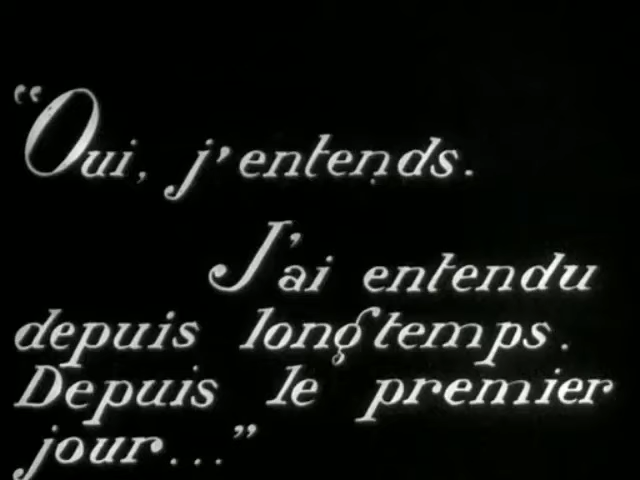 “Oui, j'entends.
J'ai entendu
depuis longtemps.
Depuis le premier
jour...”